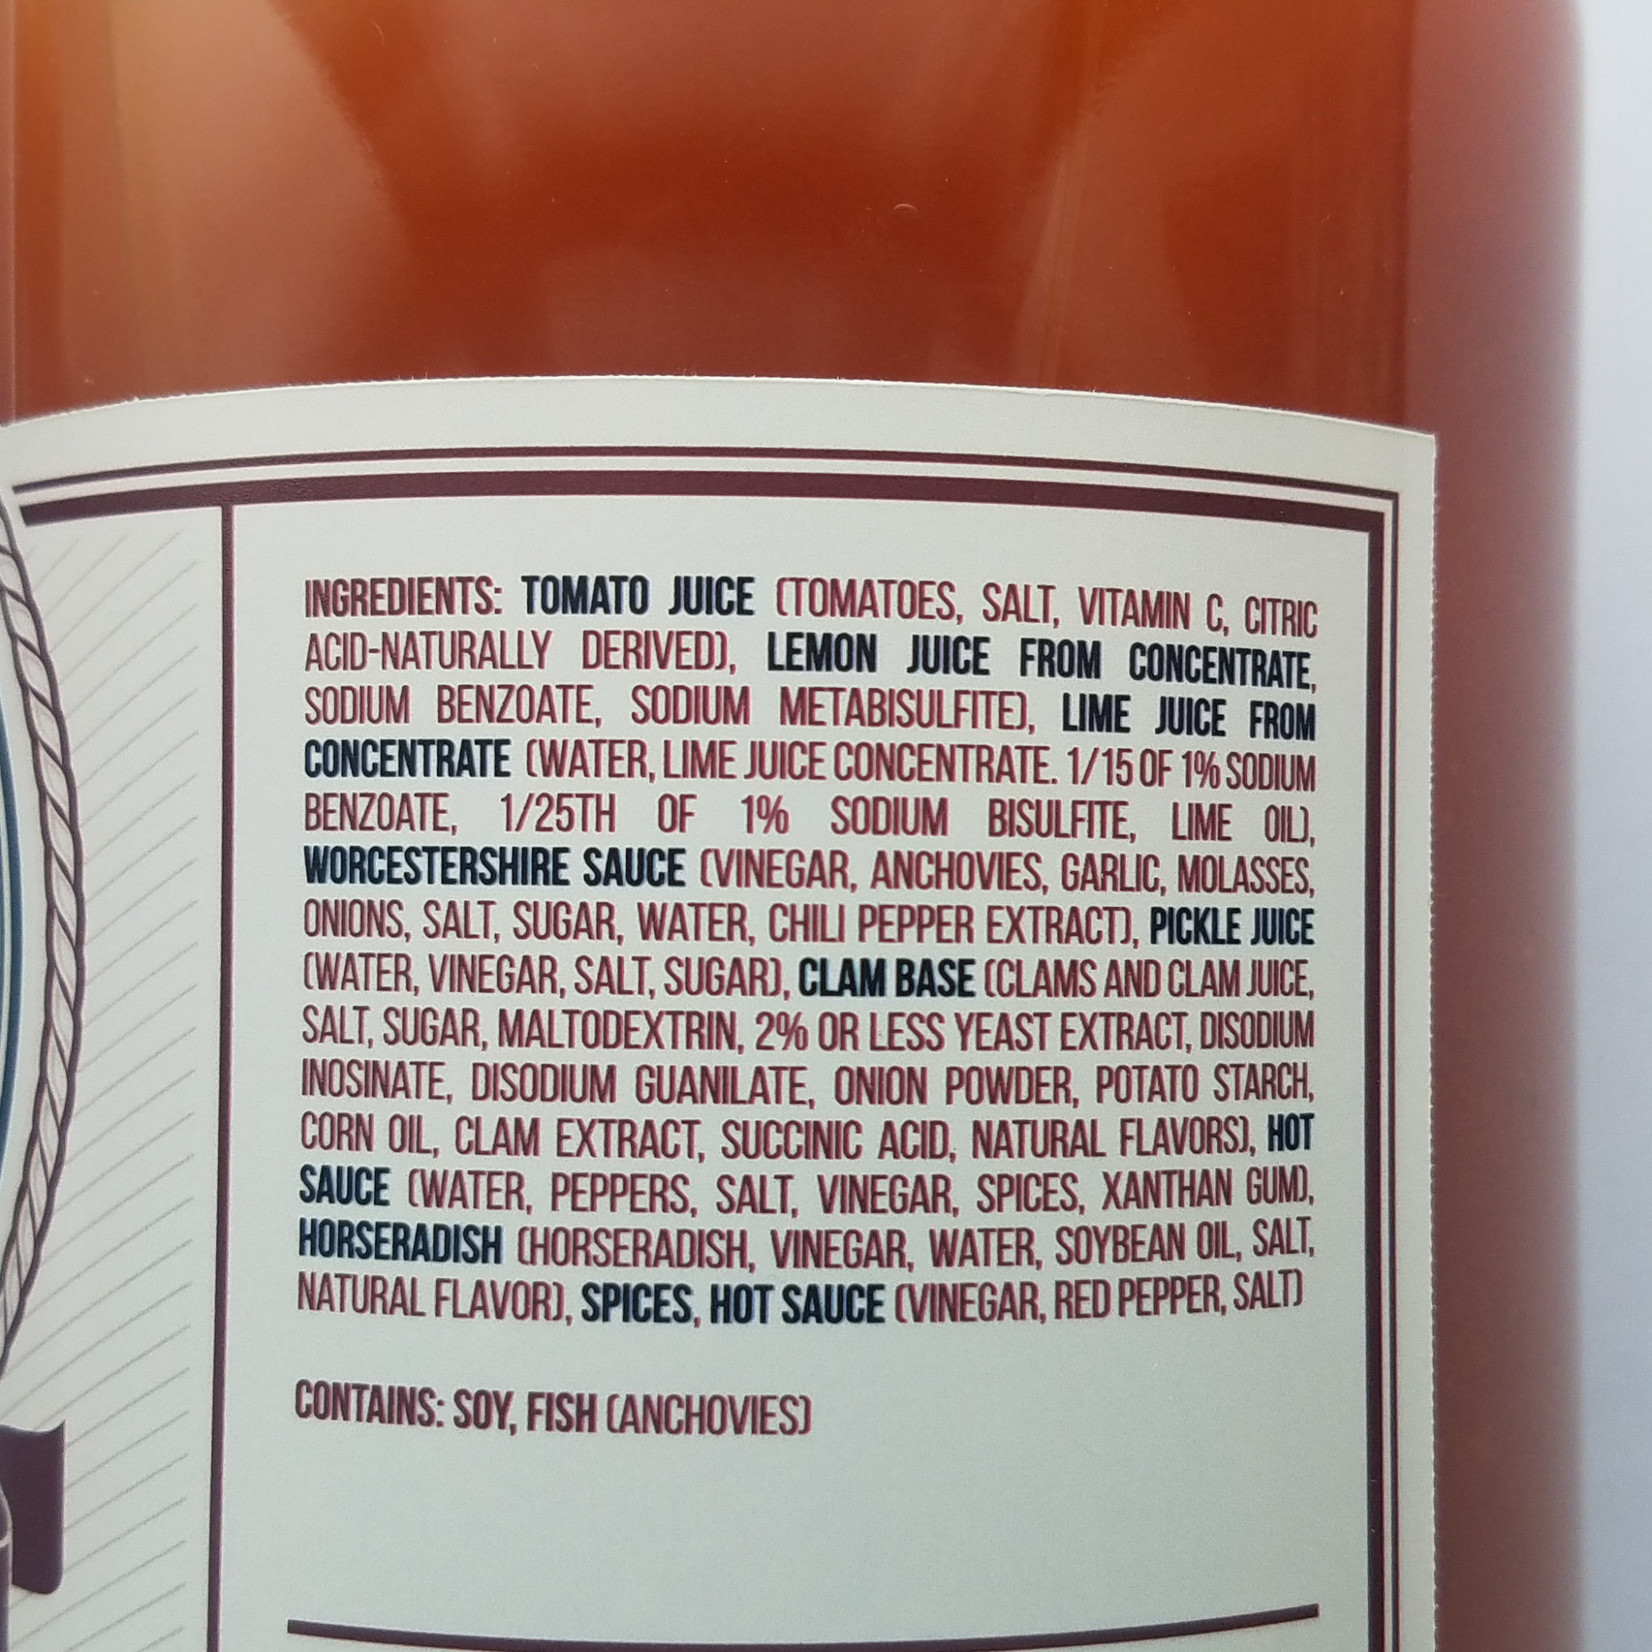 INGREDIENTS: TOMATO JUICE (TOMATOES, SALT, VITAMIN C, CITRIC
ACID-NATURALLY DERIVED), LEMON JUICE FROM CONCENTRATE,
SODIUM BENZOATE, SODIUM METABISULFITE), LIME JUICE FROM
CONCENTRATE (WATER, LIME JUICE CONCENTRATE. 1/15 OF 1% SODIUM
BENZOATE, 1/25TH OF 1% SODIUM BISULFITE, LIME OIL),
WORCESTERSHIRE SAUCE (VINEGAR, ANCHOVIES, GARLIC, MOLASSES,
ONIONS, SALT, SUGAR, WATER, CHILI PEPPER EXTRACT), PICKLE JUICE
(WATER, VINEGAR, SALT, SUGAR), CLAM BASE (CLAMS AND CLAM JUICE,
SALT, SUGAR, MALTODEXTRIN, 2% OR LESS YEAST EXTRACT, DISODIUM
INOSINATE, DISODIUM GUANILATE, ONION POWDER, POTATO STARCH,
CORN OIL, CLAM EXTRACT, SUCCINIC ACID, NATURAL FLAVORS), HOT
SAUCE (WATER, PEPPERS, SALT, VINEGAR, SPICES, XANTHAN GUM),
HORSERADISH (HORSERADISH, VINEGAR, WATER, SOYBEAN OIL, SALT,
NATURAL FLAVOR), SPICES, HOT SAUCE (VINEGAR, RED PEPPER, SALT)
CONTAINS: SOY, FISH (ANCHOVIES)